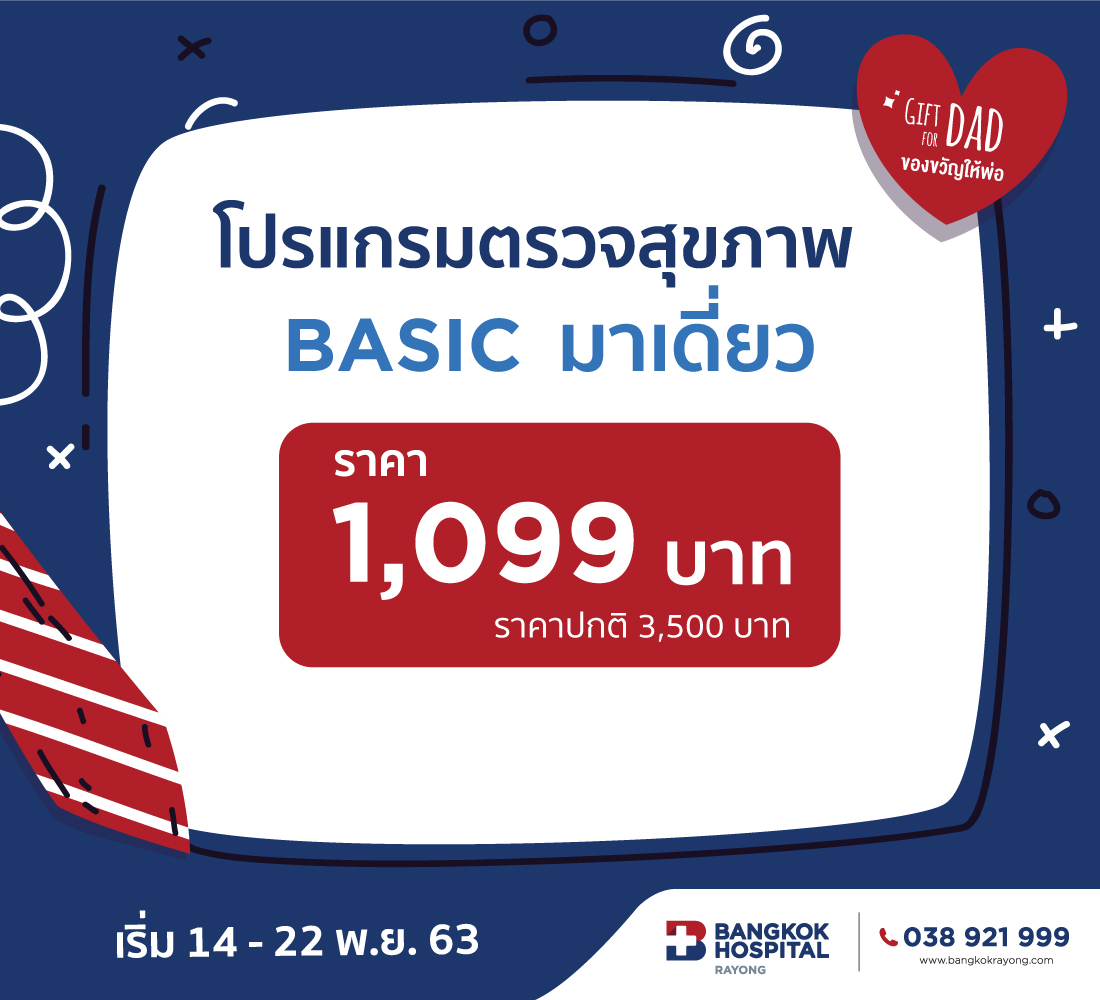 GIFT FOR DAD
ของขวัญให้พ่อ
โปรแกรมตรวจสุขภาพ
BASIC มาเดี่ยว
ราคา
1,099 บาท
ราคาปกติ 3,500 บาท
เริ่ม 14 - 22 พ.ย. 63
BANGKOK
HOSPITAL
RAYONG
038 921 999
www.bangkokrayong.com